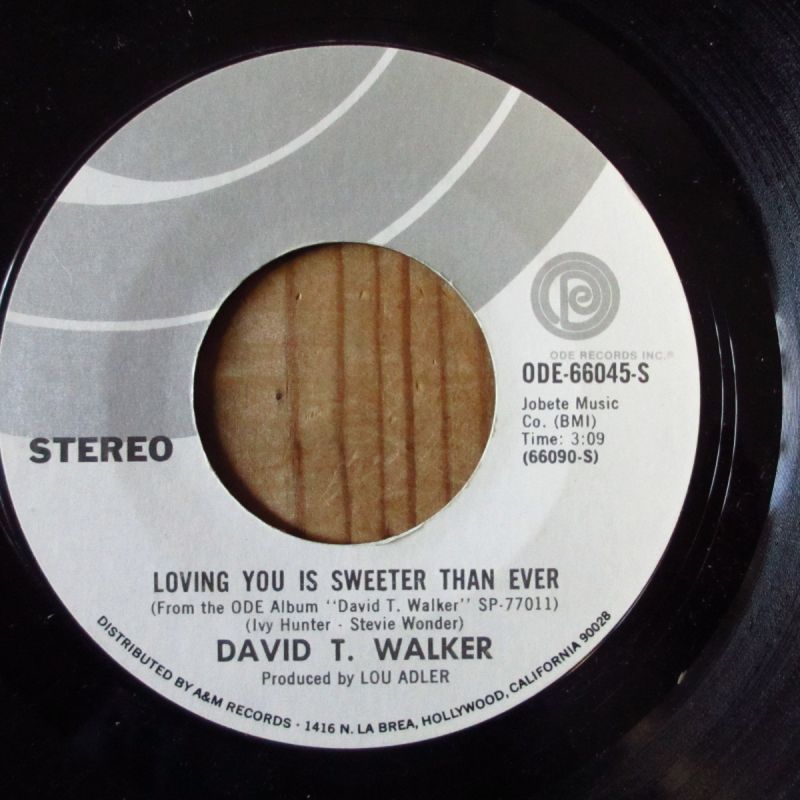 ODE RECORDS INC.®
ODE-66045-S
Jobete Music
Co. (BMI)
Time: 3:09
(66090-S)
STEREO
LOVING YOU IS SWEETER THAN EVER
(From the ODE Album "David T. Walker" SP-77011)
(Ivy Hunter - Stevie Wonder)
DAVID T. WALKER
Produced by LOU ADLER
DISTRIBUTED BY A&M RECORDS · 1416 N. LA BREA, HOLLYWOOD, CALIFORNIA 90028